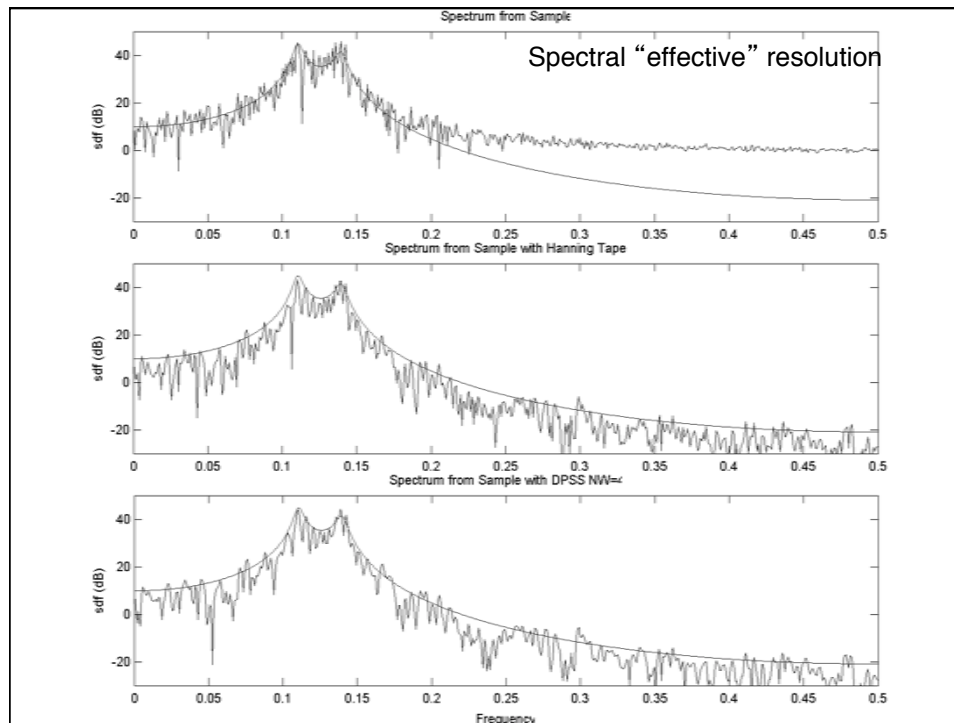 Spectrum from Sample
Spectral “effective” resolution
sdf (dB)
40
20
0
-20
0 0.05 0.1 0.15 0.2 0.25 0.3 0.35 0.4 0.45 0.5
Spectrum from Sample with Hanning Tape
sdf (dB)
40
20
0
-20
0 0.05 0.1 0.15 0.2 0.25 0.3 0.35 0.4 0.45 0.5
Spectrum from Sample with DPSS NW=
sdf (dB)
40
20
0
-20
0 0.05 0.1 0.15 0.2 0.25 0.3 0.35 0.4 0.45 0.5
Frequency